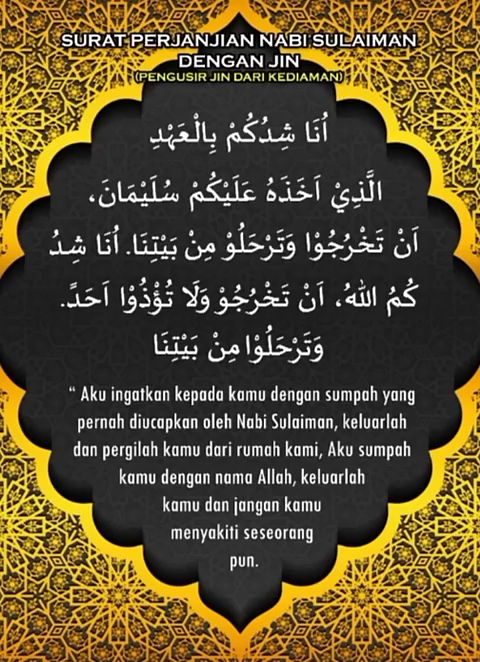 SURAT PERJANJIAN NABI SULAIMAN
DENGAN JIN
(PENGUSIR JIN DARI KEDIAMAN)
اُنَا شِدُكُمْ بِالْعَهْدِ
الَّذِيْ اَخَذَهُ عَلَيْكُمْ سُلَيْمَانَ،
اَنْ تَخْرُجُوْا وَتَرْحَلُوْ مِنْ بَيْتِنَا. اُنَا شِدُ
كُمُ اللهُ، اَنْ تَخْرُجُوْ وَلَا تُؤْذُوْا اَحَدً.
وَتَرْحَلُوْا مِنْ بَيْتِنَا
“ Aku ingatkan kepada kamu dengan sumpah yang
pernah diucapkan oleh Nabi Sulaiman, keluarlah
dan pergilah kamu dari rumah kami, Aku sumpah
kamu dengan nama Allah, keluarlah
kamu dan jangan kamu
menyakiti seseorang
pun.